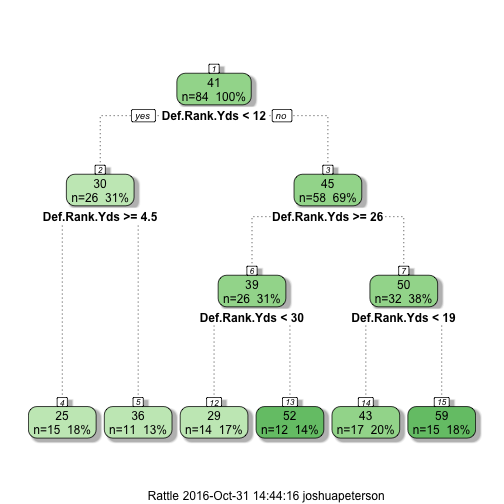 1
41
n=84 100%
yes Def.Rank.Yds < 12 no
2
30
n=26 31%
Def.Rank.Yds >= 4.5
3
45
n=58 69%
Def.Rank.Yds >= 26
6
39
n=26 31%
Def.Rank.Yds < 30
7
50
n=32 38%
Def.Rank.Yds < 19
4
25
n=15 18%
5
36
n=11 13%
12
29
n=14 17%
13
52
n=12 14%
14
43
n=17 20%
15
59
n=15 18%
Rattle 2016-Oct-31 14:44:16 joshuapeterson